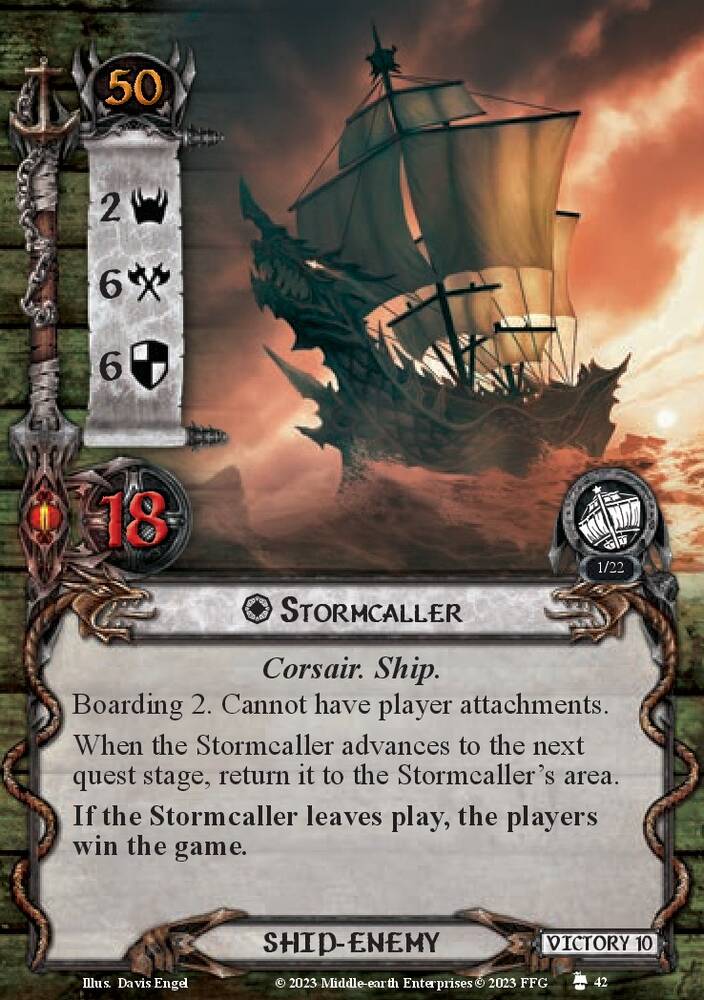 50
2
6
6
18
1/22
STORMCALLER
Corsair. Ship.
Boarding 2. Cannot have player attachments.
When the Stormcaller advances to the next
quest stage, return it to the Stormcaller's area.
If the Stormcaller leaves play, the players
win the game.
SHIP-ENEMY
VICTORY 10
Illus. Davis Engel
© 2023 Middle-earth Enterprises © 2023 FFG
42